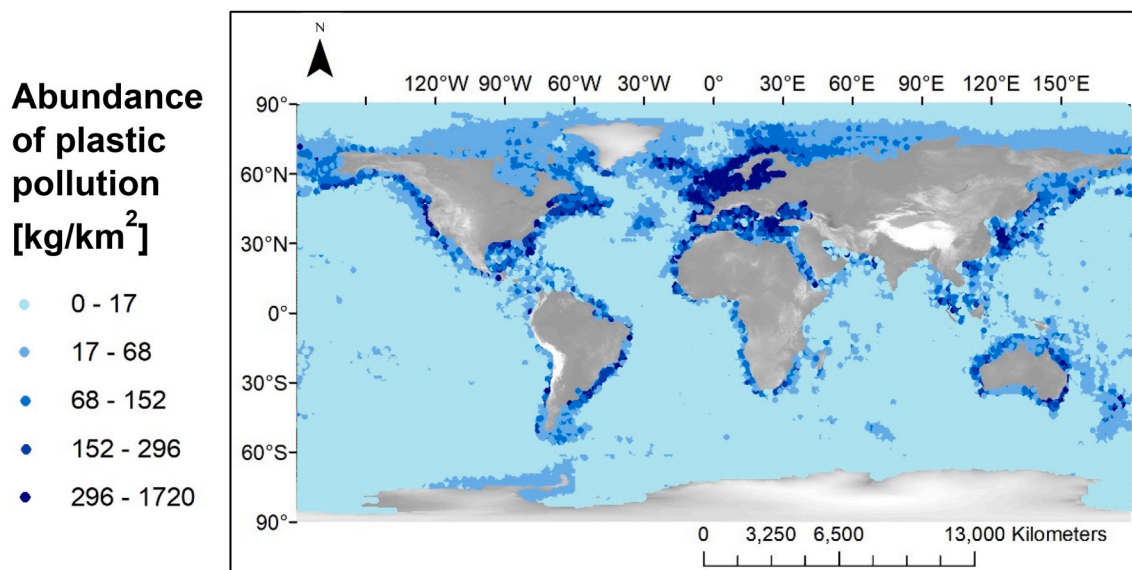 Abundance
of plastic
pollution
[kg/km²]
0 - 17
17 - 68
68 - 152
152 - 296
296 - 1720
N
120°W 90°W 60°W 30°W 0° 30°E 60°E 90°E 120°E 150°E
90°
60°N
30°N
0°
30°S
60°S
90°
0 3,250 6,500 13,000 Kilometers